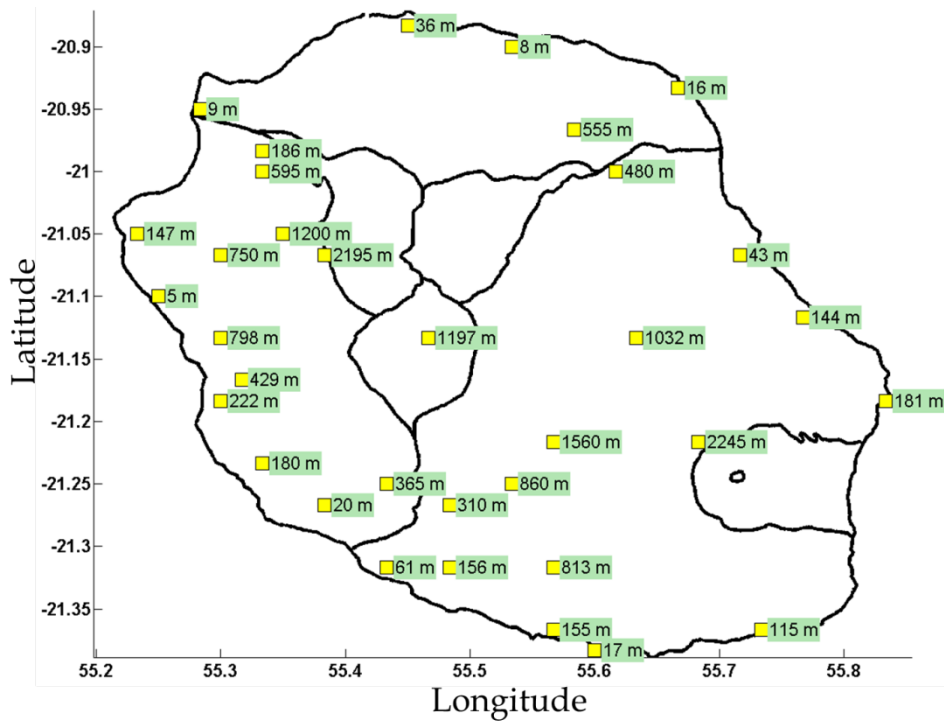 36 m
-20.9
8 m
16 m
-20.95
9 m
555 m
186 m
-21
595 m
480 m
-21.05
147 m
1200 m
750 m
2195 m
43 m
-21.1
5 m
144 m
798 m
1197 m
1032 m
-21.15
429 m
222 m
181 m
-21.2
1560 m
2245 m
180 m
-21.25
365 m
860 m
20 m
310 m
-21.3
61 m
156 m
813 m
-21.35
155 m
115 m
17 m
Latitude
55.2 55.3 55.4 55.5 55.6 55.7 55.8
Longitude